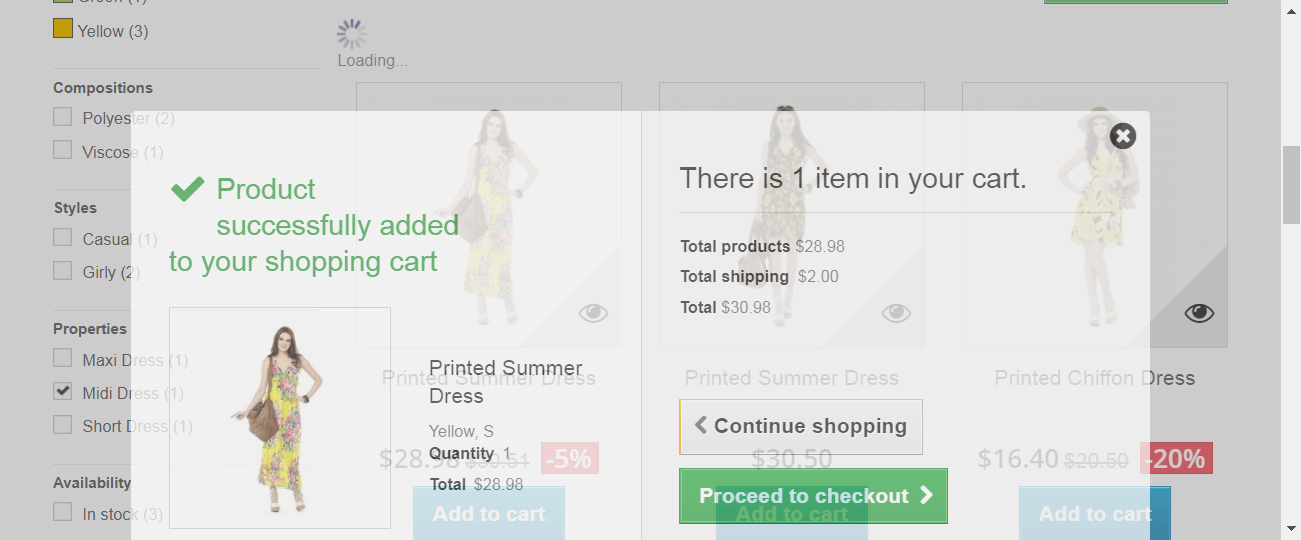 Green (1)
Yellow (3)
Loading...
Compositions
Polyester (2)
Viscose (1)
Styles
Casual (1)
Girly (2)
Properties
Maxi Dress (1)
Midi Dress (1)
Short Dress (1)
Availability
In stock (3)
Product
successfully added
to your shopping cart
Printed Summer
Dress
Yellow, S
Quantity 1
Total $28.98
There is 1 item in your cart.
Total products $28.98
Total shipping $2.00
Total $30.98
Continue shopping
Proceed to checkout
Printed Summer Dress
$28.98 $30.51 -5%
Add to cart
Printed Summer Dress
$30.50
Add to cart
Printed Chiffon Dress
$16.40 $20.50 -20%
Add to cart